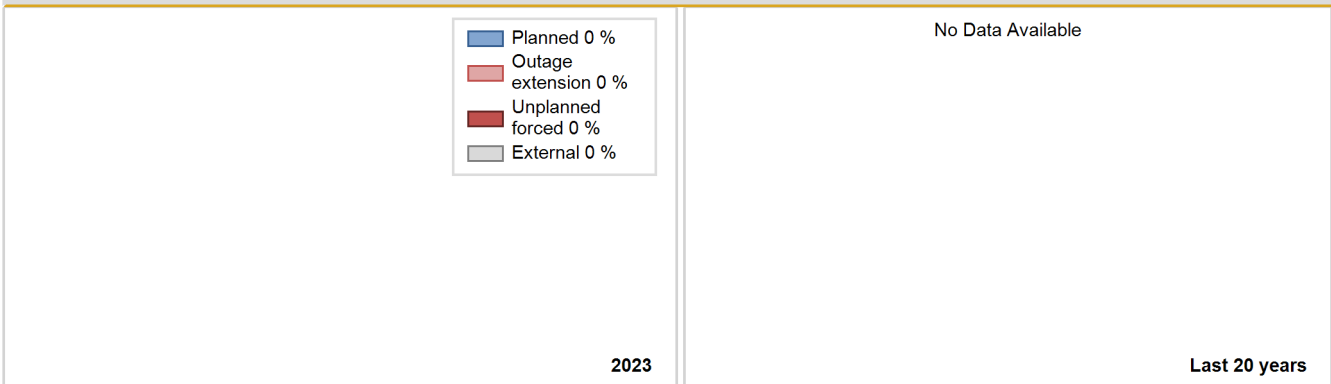 Planned 0 %
Outage
extension 0 %
Unplanned
forced 0 %
External 0 %
2023
No Data Available
Last 20 years